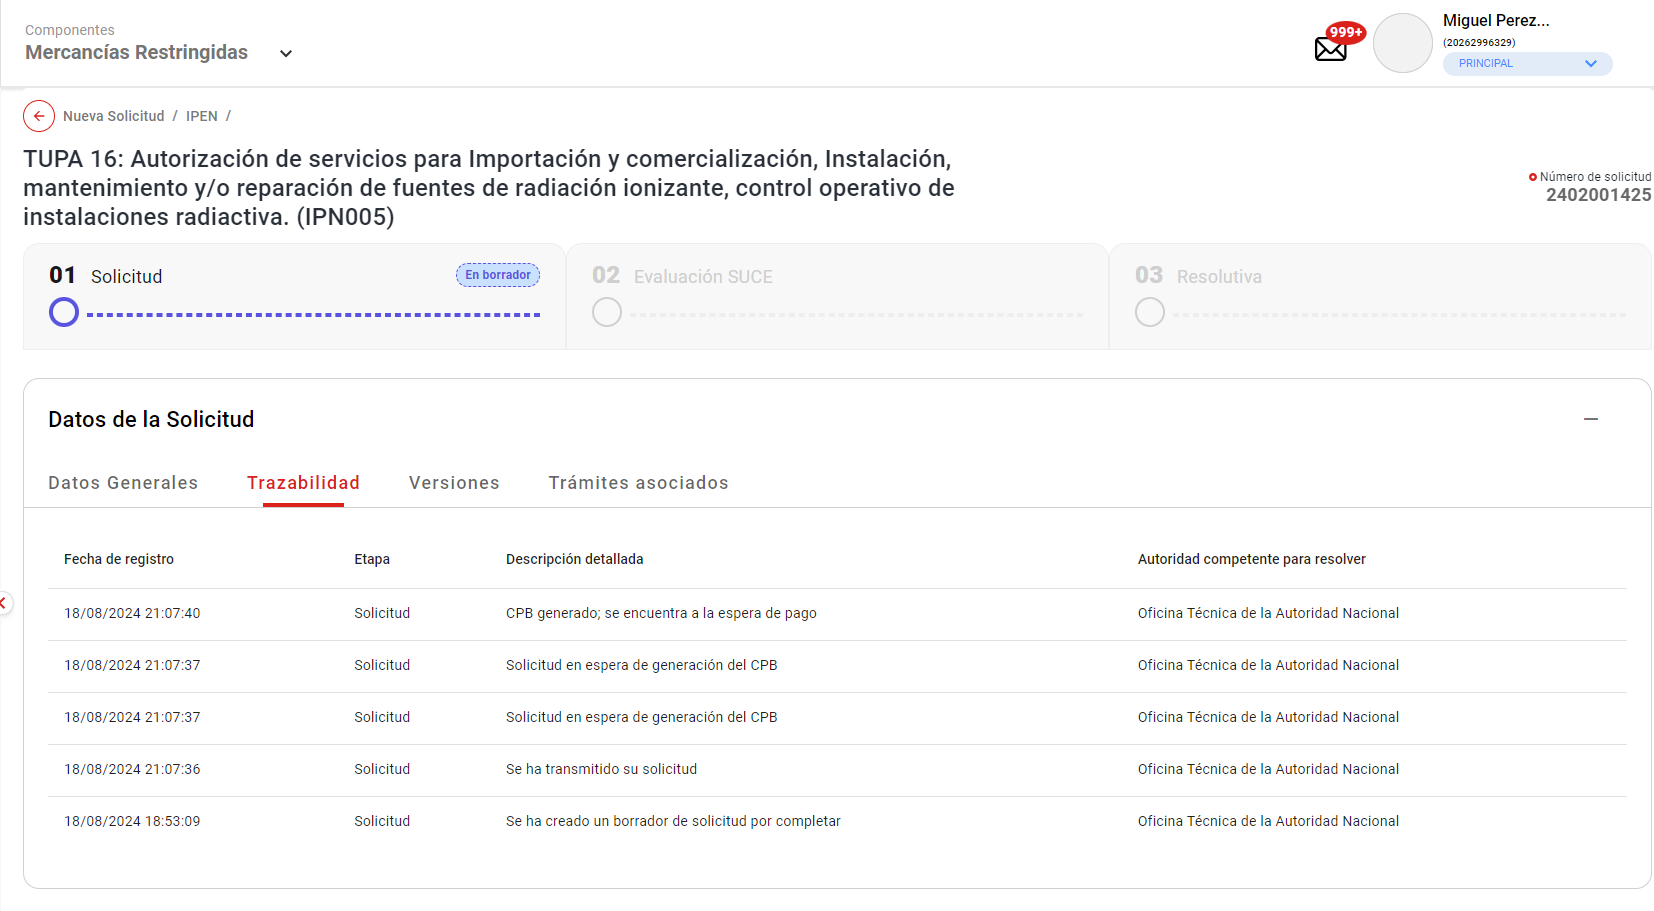 Componentes
Mercancías Restringidas
999+
Miguel Perez...
(20262996329)
PRINCIPAL
Nueva Solicitud / IPEN /
TUPA 16: Autorización de servicios para Importación y comercialización, Instalación,
mantenimiento y/o reparación de fuentes de radiación ionizante, control operativo de
instalaciones radiactiva. (IPN005)
Número de solicitud
2402001425
01 Solicitud En borrador
02 Evaluación SUCE
03 Resolutiva
Datos de la Solicitud
Datos Generales Trazabilidad Versiones Trámites asociados
Fecha de registro Etapa Descripción detallada Autoridad competente para resolver
18/08/2024 21:07:40 Solicitud CPB generado; se encuentra a la espera de pago Oficina Técnica de la Autoridad Nacional
18/08/2024 21:07:37 Solicitud Solicitud en espera de generación del CPB Oficina Técnica de la Autoridad Nacional
18/08/2024 21:07:37 Solicitud Solicitud en espera de generación del CPB Oficina Técnica de la Autoridad Nacional
18/08/2024 21:07:36 Solicitud Se ha transmitido su solicitud Oficina Técnica de la Autoridad Nacional
18/08/2024 18:53:09 Solicitud Se ha creado un borrador de solicitud por completar Oficina Técnica de la Autoridad Nacional